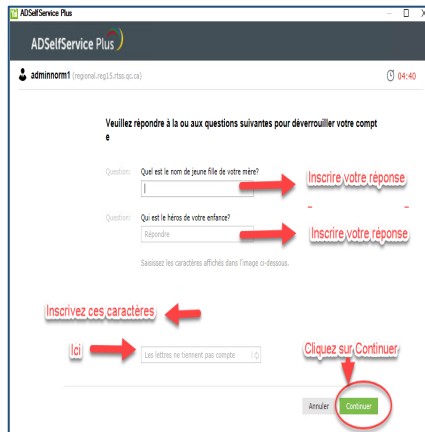 ADSelfService Plus
ADSelfService Plus
adminnorm1 (regional.reg15.rtss.qc.ca)
04:40
Veuillez répondre à la ou aux questions suivantes pour déverrouiller votre compt
e
Question: Quel est le nom de jeune fille de votre mère?
Inscrire votre réponse
Question: Qui est le héros de votre enfance?
Répondre
Inscrire votre réponse
Saisissez les caractères affichés dans l'image ci-dessous.
Inscrivez ces caractères
Ici
Les lettres ne tiennent pas compte
Cliquez sur Continuer
Annuler Continuer